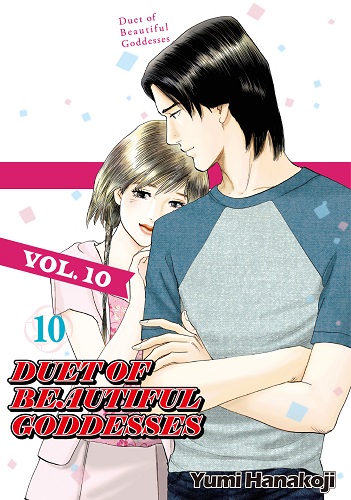 Duet of
Beautiful
Goddesses
VOL. 10
10
DUET OF
BEAUTIFUL
GODDESSES
Yumi Hanakoji